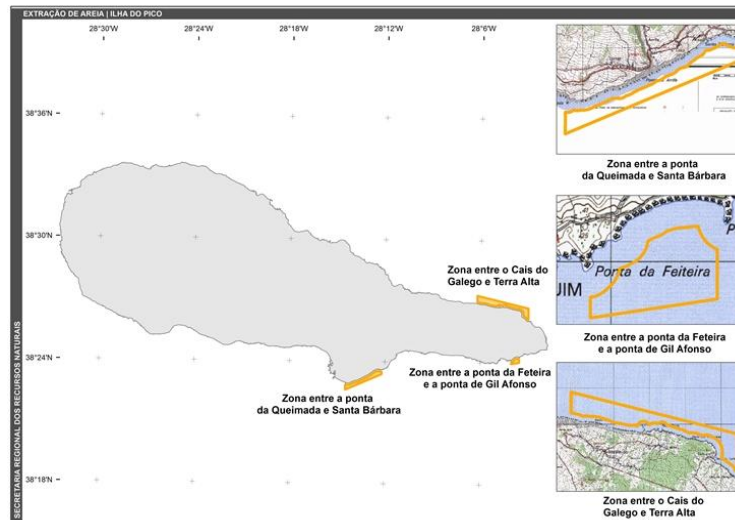 EXTRAÇÃO DE AREIA | ILHA DO PICO
28°30'W
28°24'W
28°18'W
28°12'W
28°6'W
38°36'N
38°30'N
38°24'N
38°18'N
Zona entre o Cais do
Galego e Terra Alta
Zona entre a ponta da Feteira
e a ponta de Gil Afonso
Zona entre a ponta
da Queimada e Santa Bárbara
Zona entre a ponta
da Queimada e Santa Bárbara
Ponta da Feiteira
JIM
P
Zona entre a ponta da Feteira
e a ponta de Gil Afonso
Zona entre o Cais do
Galego e Terra Alta
SECRETARIA REGIONAL DOS RECURSOS NATURAIS